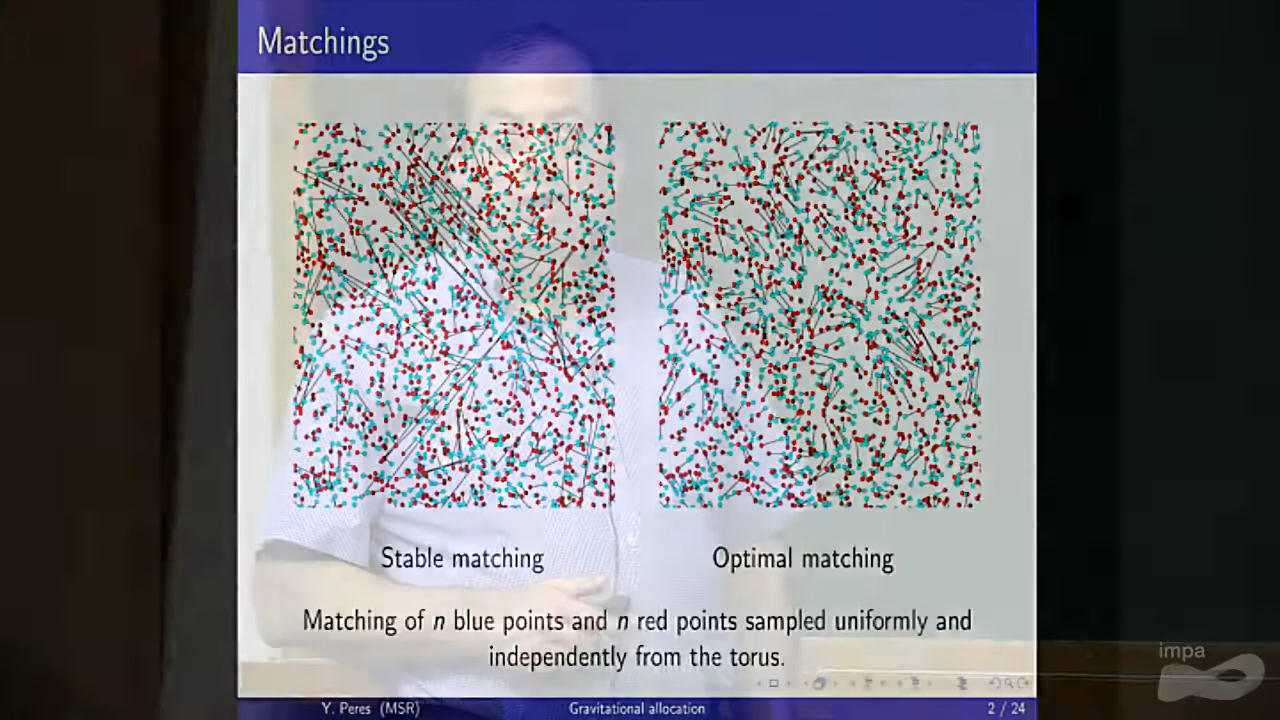 Matchings
Stable matching
Optimal matching
Matching of n blue points and n red points sampled uniformly and
independently from the torus.
impa
Y. Peres (MSR)
Gravitational allocation
2 / 24